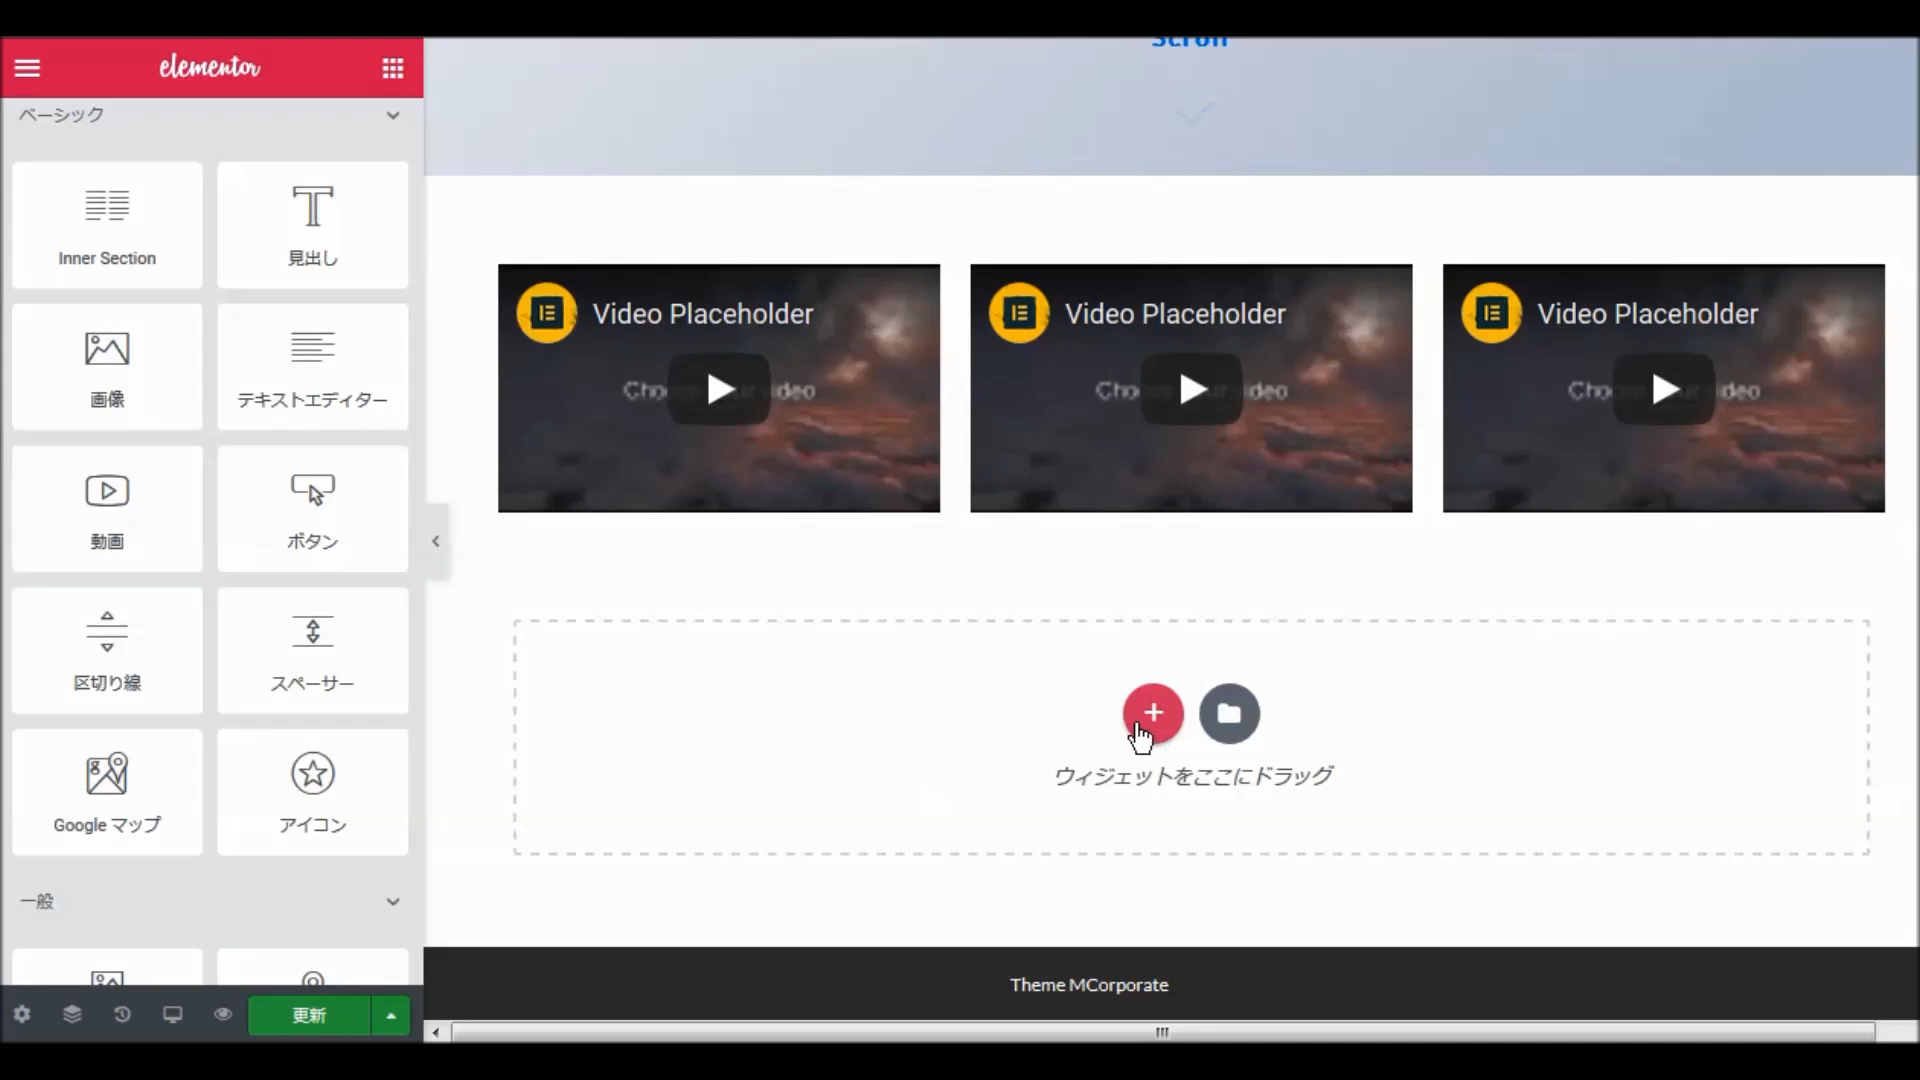 elementor
ベーシック
Inner Section
見出し
画像
テキストエディター
動画
ボタン
区切り線
スペーサー
Google マップ
アイコン
一般
更新
Scroll
Video Placeholder
Video Placeholder
Video Placeholder
ウィジェットをここにドラッグ
Theme MCorporate